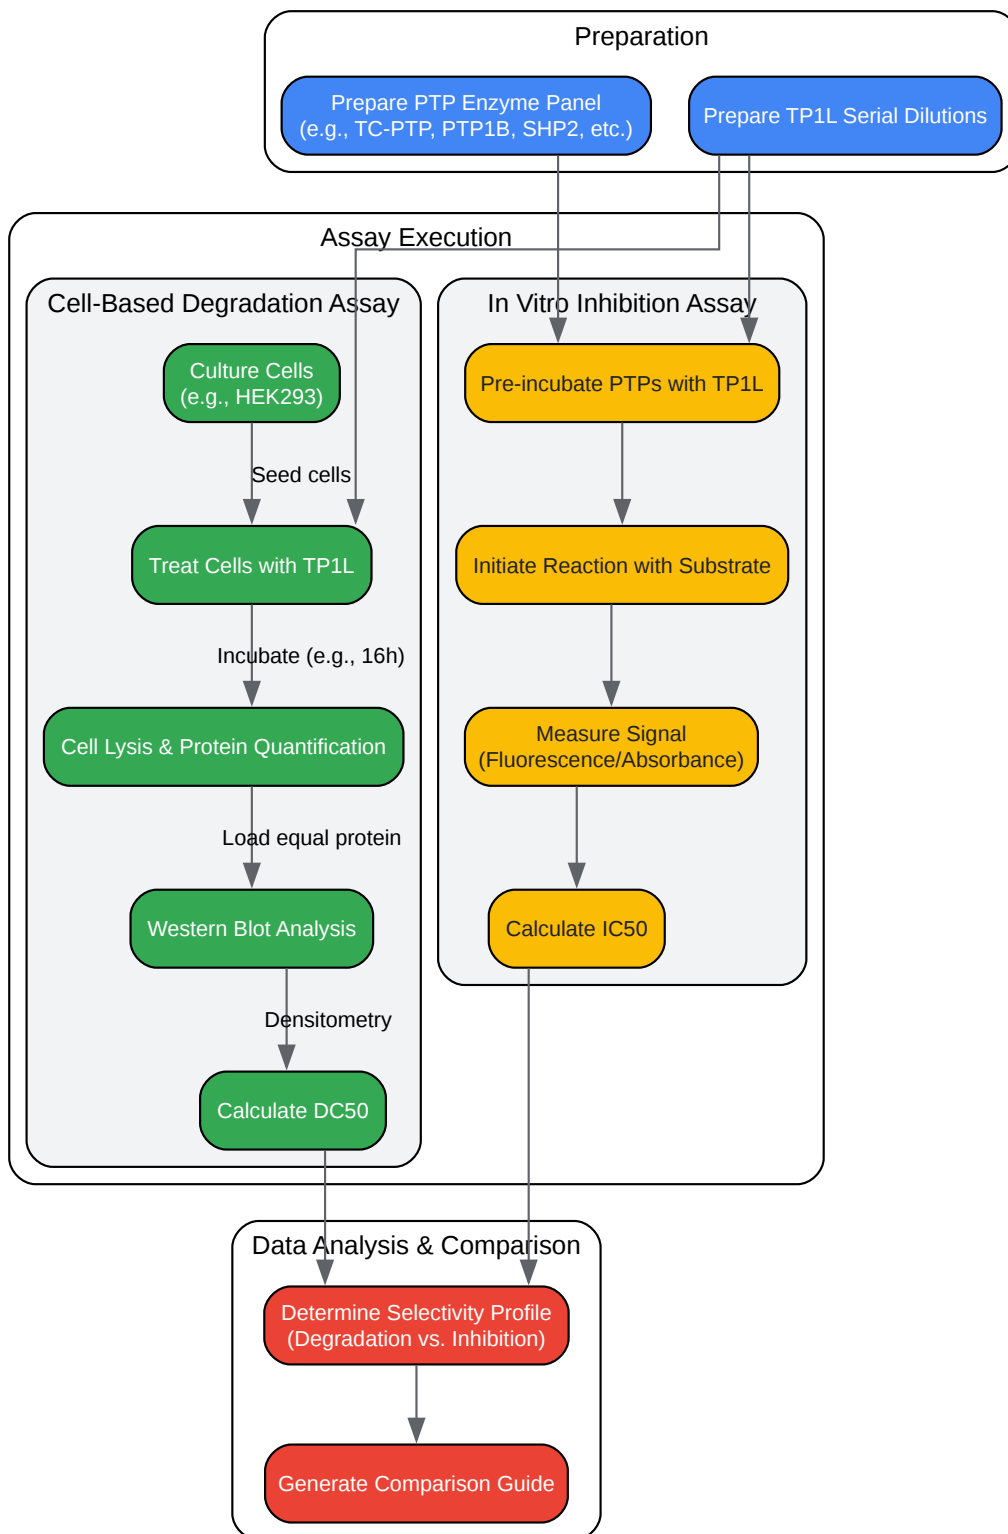 Preparation
Prepare PTP Enzyme Panel
(e.g., TC-PTP, PTP1B, SHP2, etc.)
Prepare TP1L Serial Dilutions
Assay Execution
Cell-Based Degradation Assay
Culture Cells
(e.g., HEK293)
Seed cells
Treat Cells with TP1L
Incubate (e.g., 16h)
Cell Lysis & Protein Quantification
Load equal protein
Western Blot Analysis
Densitometry
Calculate DC50
In Vitro Inhibition Assay
Pre-incubate PTPs with TP1L
Initiate Reaction with Substrate
Measure Signal
(Fluorescence/Absorbance)
Calculate IC50
Data Analysis & Comparison
Determine Selectivity Profile
(Degradation vs. Inhibition)
Generate Comparison Guide